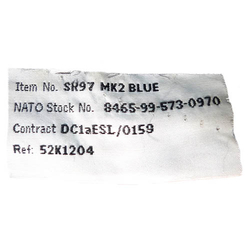 Item No. SR97 MK2 BLUE
NATO Stock No. 8465-99-573-0970
Contract DC1aESL/0159
Ref: 52K1204